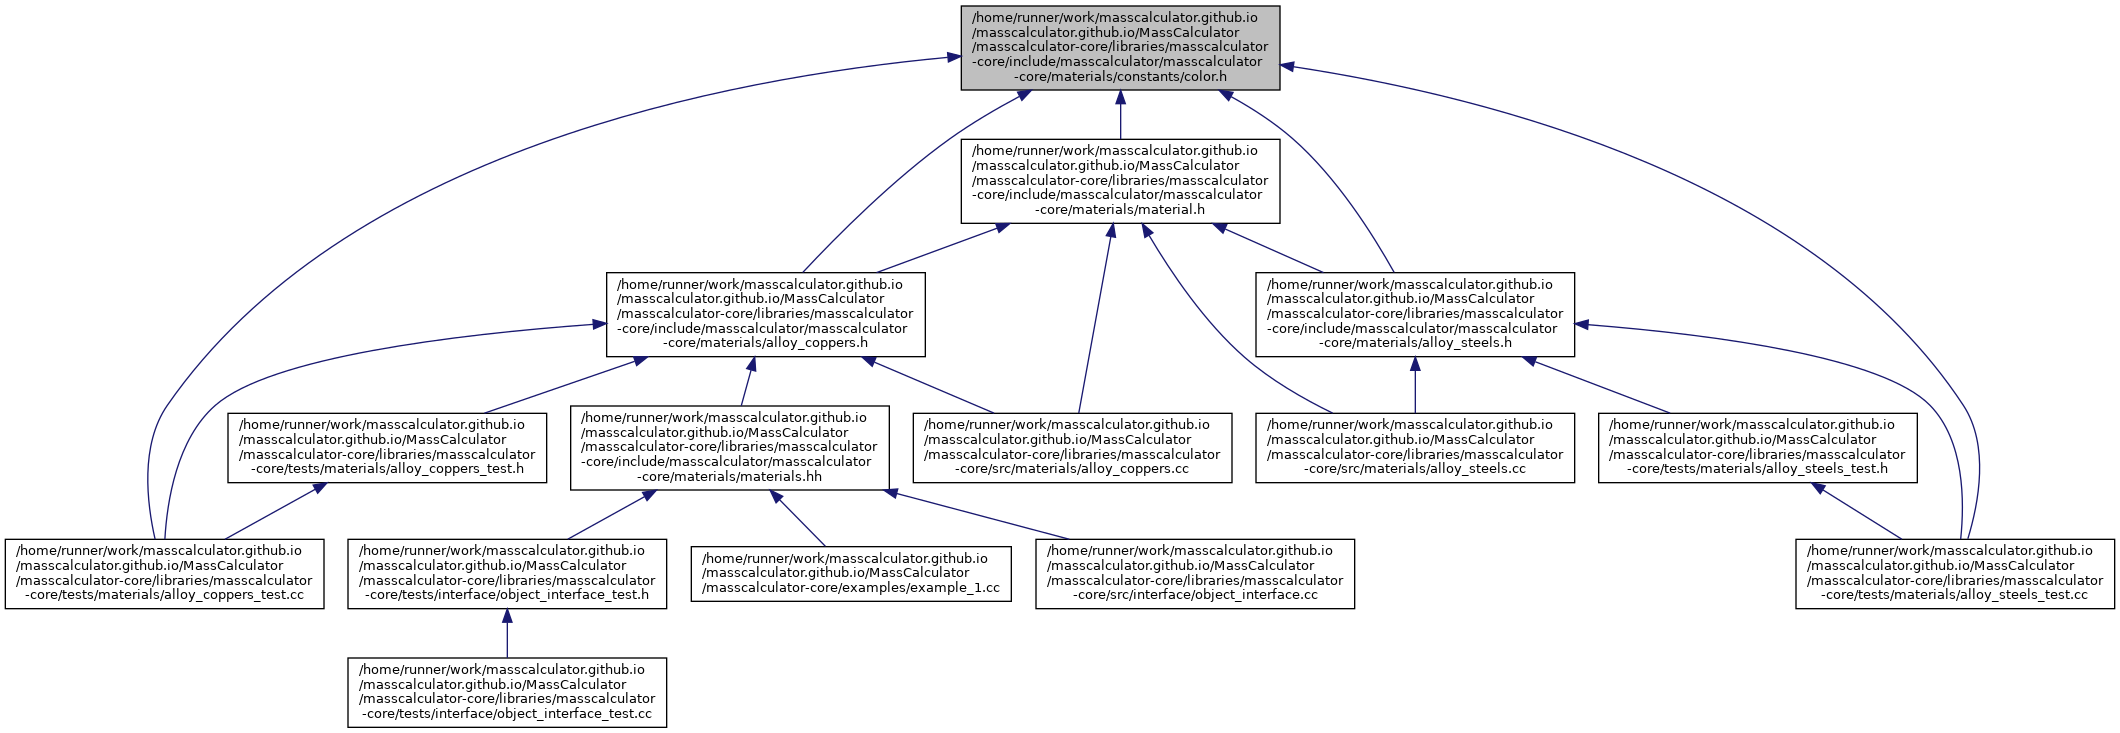 /home/runner/work/masscalculator.github.io
/masscalculator.github.io/MassCalculator
/masscalculator-core/libraries/masscalculator
-core/include/masscalculator/masscalculator
-core/materials/constants/color.h
/home/runner/work/masscalculator.github.io
/masscalculator.github.io/MassCalculator
/masscalculator-core/libraries/masscalculator
-core/include/masscalculator/masscalculator
-core/materials/material.h
/home/runner/work/masscalculator.github.io
/masscalculator.github.io/MassCalculator
/masscalculator-core/libraries/masscalculator
-core/include/masscalculator/masscalculator
-core/materials/alloy_coppers.h
/home/runner/work/masscalculator.github.io
/masscalculator.github.io/MassCalculator
/masscalculator-core/libraries/masscalculator
-core/include/masscalculator/masscalculator
-core/materials/alloy_steels.h
/home/runner/work/masscalculator.github.io
/masscalculator.github.io/MassCalculator
/masscalculator-core/libraries/masscalculator
-core/tests/materials/alloy_coppers_test.h
/home/runner/work/masscalculator.github.io
/masscalculator.github.io/MassCalculator
/masscalculator-core/libraries/masscalculator
-core/include/masscalculator/masscalculator
-core/materials/materials.hh
/home/runner/work/masscalculator.github.io
/masscalculator.github.io/MassCalculator
/masscalculator-core/libraries/masscalculator
-core/src/materials/alloy_coppers.cc
/home/runner/work/masscalculator.github.io
/masscalculator.github.io/MassCalculator
/masscalculator-core/libraries/masscalculator
-core/src/materials/alloy_steels.cc
/home/runner/work/masscalculator.github.io
/masscalculator.github.io/MassCalculator
/masscalculator-core/libraries/masscalculator
-core/tests/materials/alloy_steels_test.h
/home/runner/work/masscalculator.github.io
/masscalculator.github.io/MassCalculator
/masscalculator-core/libraries/masscalculator
-core/tests/materials/alloy_coppers_test.cc
/home/runner/work/masscalculator.github.io
/masscalculator.github.io/MassCalculator
/masscalculator-core/libraries/masscalculator
-core/tests/interface/object_interface_test.h
/home/runner/work/masscalculator.github.io
/masscalculator.github.io/MassCalculator
/masscalculator-core/examples/example_1.cc
/home/runner/work/masscalculator.github.io
/masscalculator.github.io/MassCalculator
/masscalculator-core/libraries/masscalculator
-core/src/interface/object_interface.cc
/home/runner/work/masscalculator.github.io
/masscalculator.github.io/MassCalculator
/masscalculator-core/libraries/masscalculator
-core/tests/materials/alloy_steels_test.cc
/home/runner/work/masscalculator.github.io
/masscalculator.github.io/MassCalculator
/masscalculator-core/libraries/masscalculator
-core/tests/interface/object_interface_test.cc